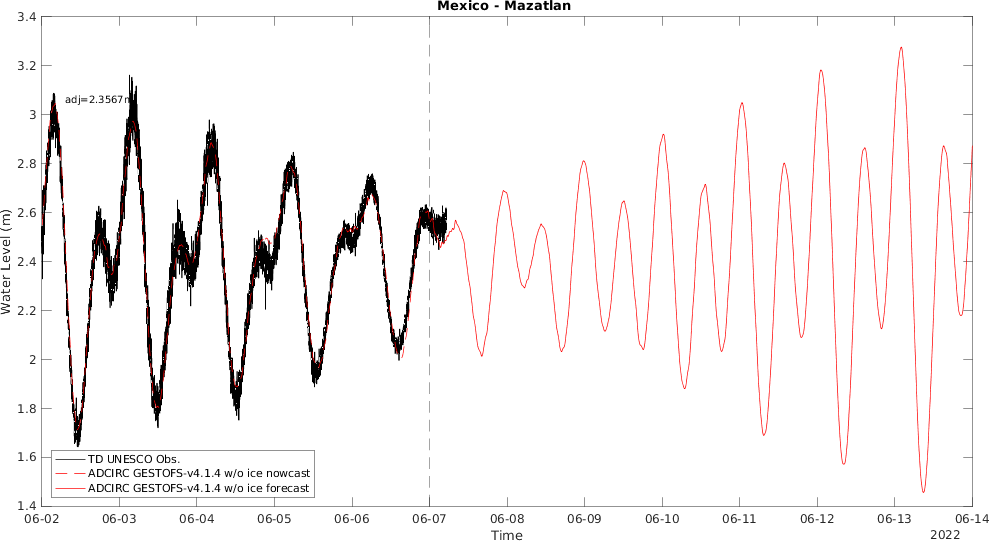 Mexico - Mazatlan
3.4
3.2
3
2.8
2.6
2.4
2.2
2
1.8
1.6
1.4
Water Level (m)
adj=2.3567m
TD UNESCO Obs.
ADCIRC GESTOFS-v4.1.4 w/o ice nowcast
ADCIRC GESTOFS-v4.1.4 w/o ice forecast
06-02 06-03 06-04 06-05 06-06 06-07 06-08 06-09 06-10 06-11 06-12 06-13 06-14
Time
2022